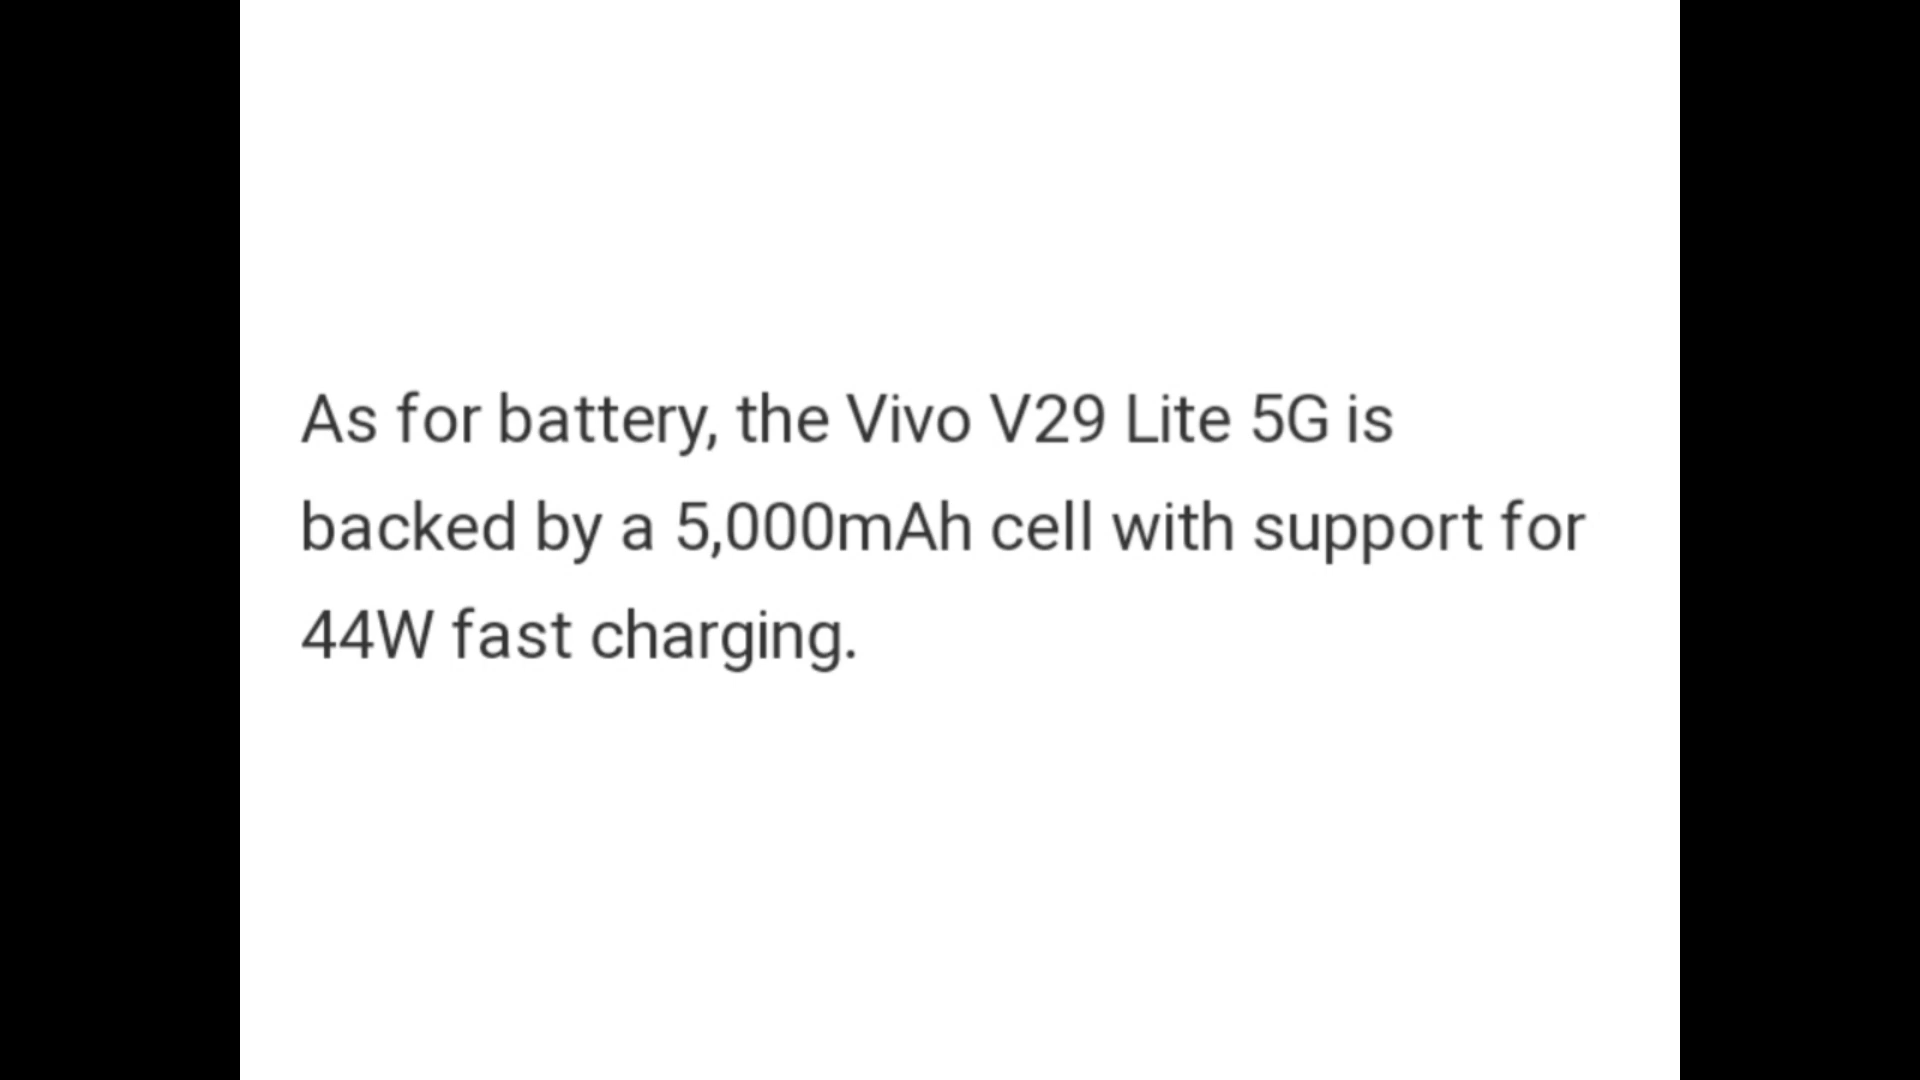 As for battery, the Vivo V29 Lite 5G is
backed by a 5,000mAh cell with support for
44W fast charging.